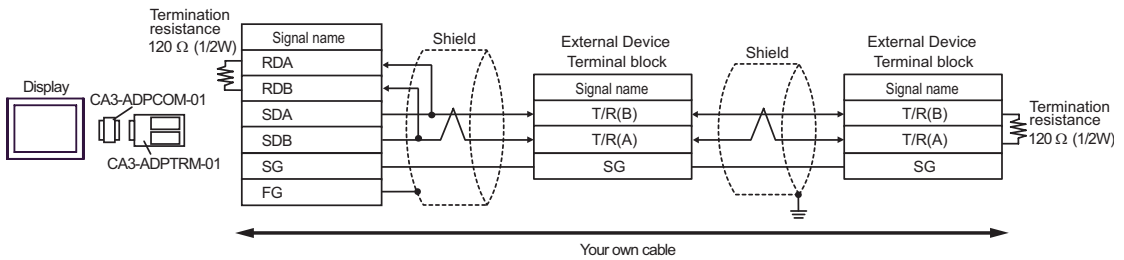 Termination
resistance
120 Ω (1/2W)
Display
CA3-ADPCOM-01
CA3-ADPTRM-01
Signal name
RDA
RDB
SDA
SDB
SG
FG
Shield
External Device
Terminal block
Signal name
T/R(B)
T/R(A)
SG
Shield
External Device
Terminal block
Signal name
T/R(B)
T/R(A)
SG
Termination
resistance
120 Ω (1/2W)
Your own cable